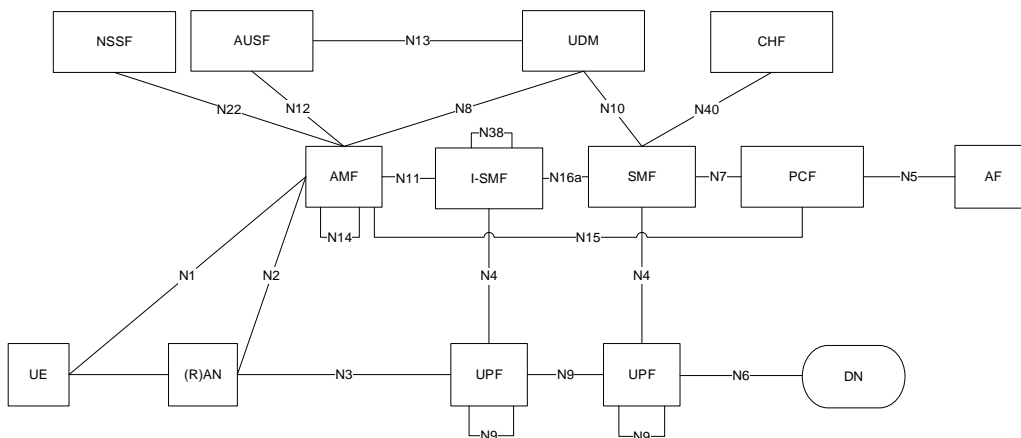 NSSF
AUSF
N13
UDM
CHF
N22
N12
N8
N10
N40
N38
AMF
N11
I-SMF
N16a
SMF
N7
PCF
N5
AF
N14
N15
N1
N2
N4
N4
UE
(R)AN
N3
UPF
N9
UPF
N6
DN
N9
N9